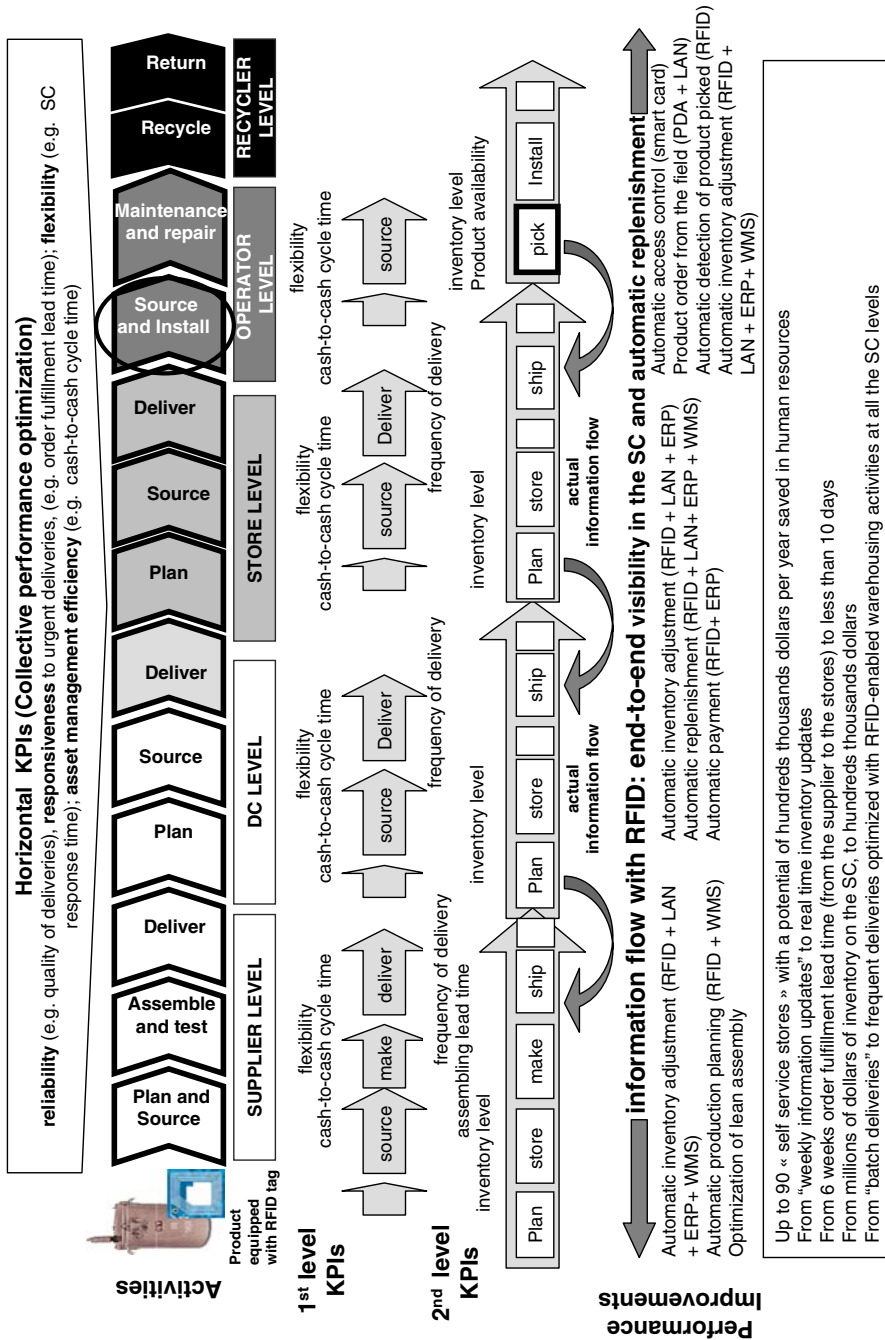 Horizontal KPIs (Collective performance optimization)
reliability (e.g. quality of deliveries), responsiveness to urgent deliveries, (e.g. order fulfillment lead time); flexibility (e.g. SC
response time); asset management efficiency (e.g. cash-to-cash cycle time)
Activities
Product
equipped
with RFID tag
Plan and
Source
Assemble
and test
Deliver
Plan
Source
Deliver
Plan
Source
Deliver
Source
and Install
Maintenance
and repair
Recycle
Return
SUPPLIER LEVEL
DC LEVEL
STORE LEVEL
OPERATOR
LEVEL
RECYCLER
LEVEL
1st level
KPIs
flexibility
cash-to-cash cycle time
flexibility
cash-to-cash cycle time
flexibility
cash-to-cash cycle time
flexibility
cash-to-cash cycle time
source
make
deliver
source
Deliver
source
Deliver
source
2nd level
KPIs
frequency of delivery
assembling lead time
inventory level
frequency of delivery
inventory level
frequency of delivery
inventory level
inventory level
Product availability
Plan
store
make
ship
Plan
store
ship
Plan
store
ship
pick
Install
actual
information flow
actual
information flow
Performance
Improvements
information flow with RFID: end-to-end visibility in the SC and automatic replenishment
Automatic inventory adjustment (RFID + LAN
+ ERP+ WMS)
Automatic production planning (RFID + WMS)
Optimization of lean assembly
Automatic inventory adjustment (RFID + LAN + ERP)
Automatic replenishment (RFID + LAN+ ERP + WMS)
Automatic payment (RFID+ ERP)
Automatic access control (smart card)
Product order from the field (PDA + LAN)
Automatic detection of product picked (RFID)
Automatic inventory adjustment (RFID +
LAN + ERP+ WMS)
Up to 90 « self service stores » with a potential of hundreds thousands dollars per year saved in human resources
From “weekly information updates” to real time inventory updates
From 6 weeks order fulfillment lead time (from the supplier to the stores) to less than 10 days
From millions of dollars of inventory on the SC, to hundreds thousands dollars
From “batch deliveries” to frequent deliveries optimized with RFID-enabled warehousing activities at all the SC levels